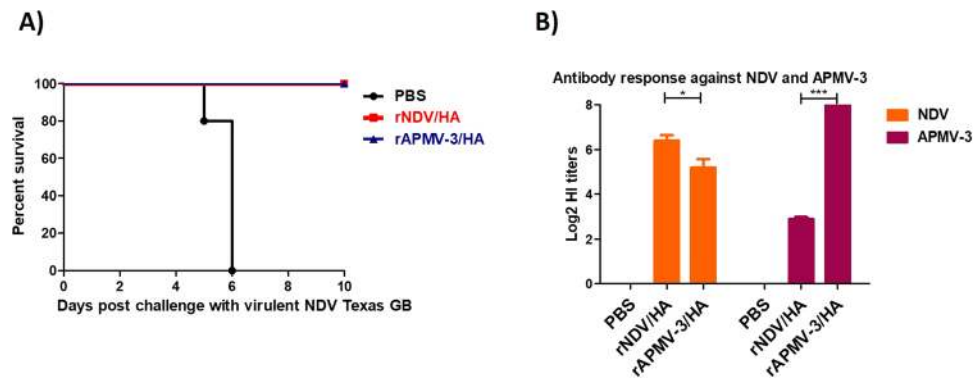 A)
100
80
60
40
20
0
Percent survival
0 2 4 6 8 10
Days post challenge with virulent NDV Texas GB
PBS
rNDV/HA
rAPMV-3/HA
B)
Antibody response against NDV and APMV-3
* ***
8
6
4
2
0
Log2 HI titers
PBS
rNDV/HA
rAPMV-3/HA
PBS
rNDV/HA
rAPMV-3/HA
NDV
APMV-3